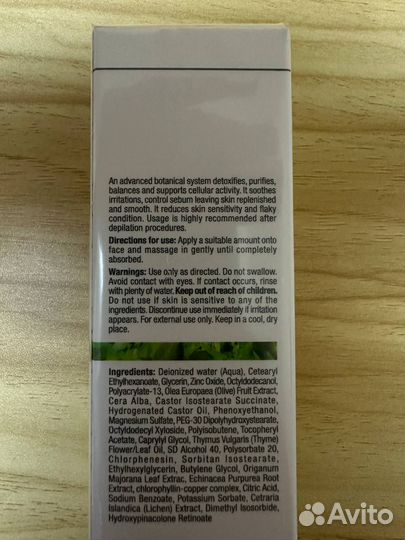 An advanced botanical system detoxifies, purifies,
balances and supports cellular activity. It soothes
irritations, control sebum leaving skin replenished
and smooth. It reduces skin sensitivity and flaky
condition. Usage is highly recommended after
depilation procedures.
Directions for use: Apply a suitable amount onto
face and massage in gently until completely
absorbed.
Warnings: Use only as directed. Do not swallow.
Avoid contact with eyes. If contact occurs, rinse
with plenty of water. Keep out of reach of children.
Do not use if skin is sensitive to any of the
ingredients. Discontinue use immediately if irritation
appears. For external use only. Keep in a cool, dry
place.
Ingredients: Deionized water (Aqua), Cetearyl
Ethylhexanoate, Glycerin, Zinc Oxide, Octyldodecanol,
Polyacrylate-13, Olea Europaea (Olive) Fruit Extract,
Cera Alba, Castor Isostearate Succinate,
Hydrogenated Castor Oil, Phenoxyethanol,
Magnesium Sulfate, PEG-30 Dipolyhydroxystearate,
Octyldodecyl Xyloside, Polyisobutene, Tocopheryl
Acetate, Caprylyl Glycol, Thymus Vulgaris (Thyme)
Flower/Leaf Oil, SD Alcohol 40, Polysorbate 20,
Chlorphenesin, Sorbitan Isostearate,
Ethylhexylglycerin, Butylene Glycol, Origanum
Majorana Leaf Extrac, Echinacea Purpurea Root
Extract, chlorophyllin-copper complex, Citric Acid,
Sodium Benzoate, Potassium Sorbate, Cetraria
Islandica (Lichen) Extract, Dimethyl Isosorbide,
Hydroxypinacolone Retinoate
Avito